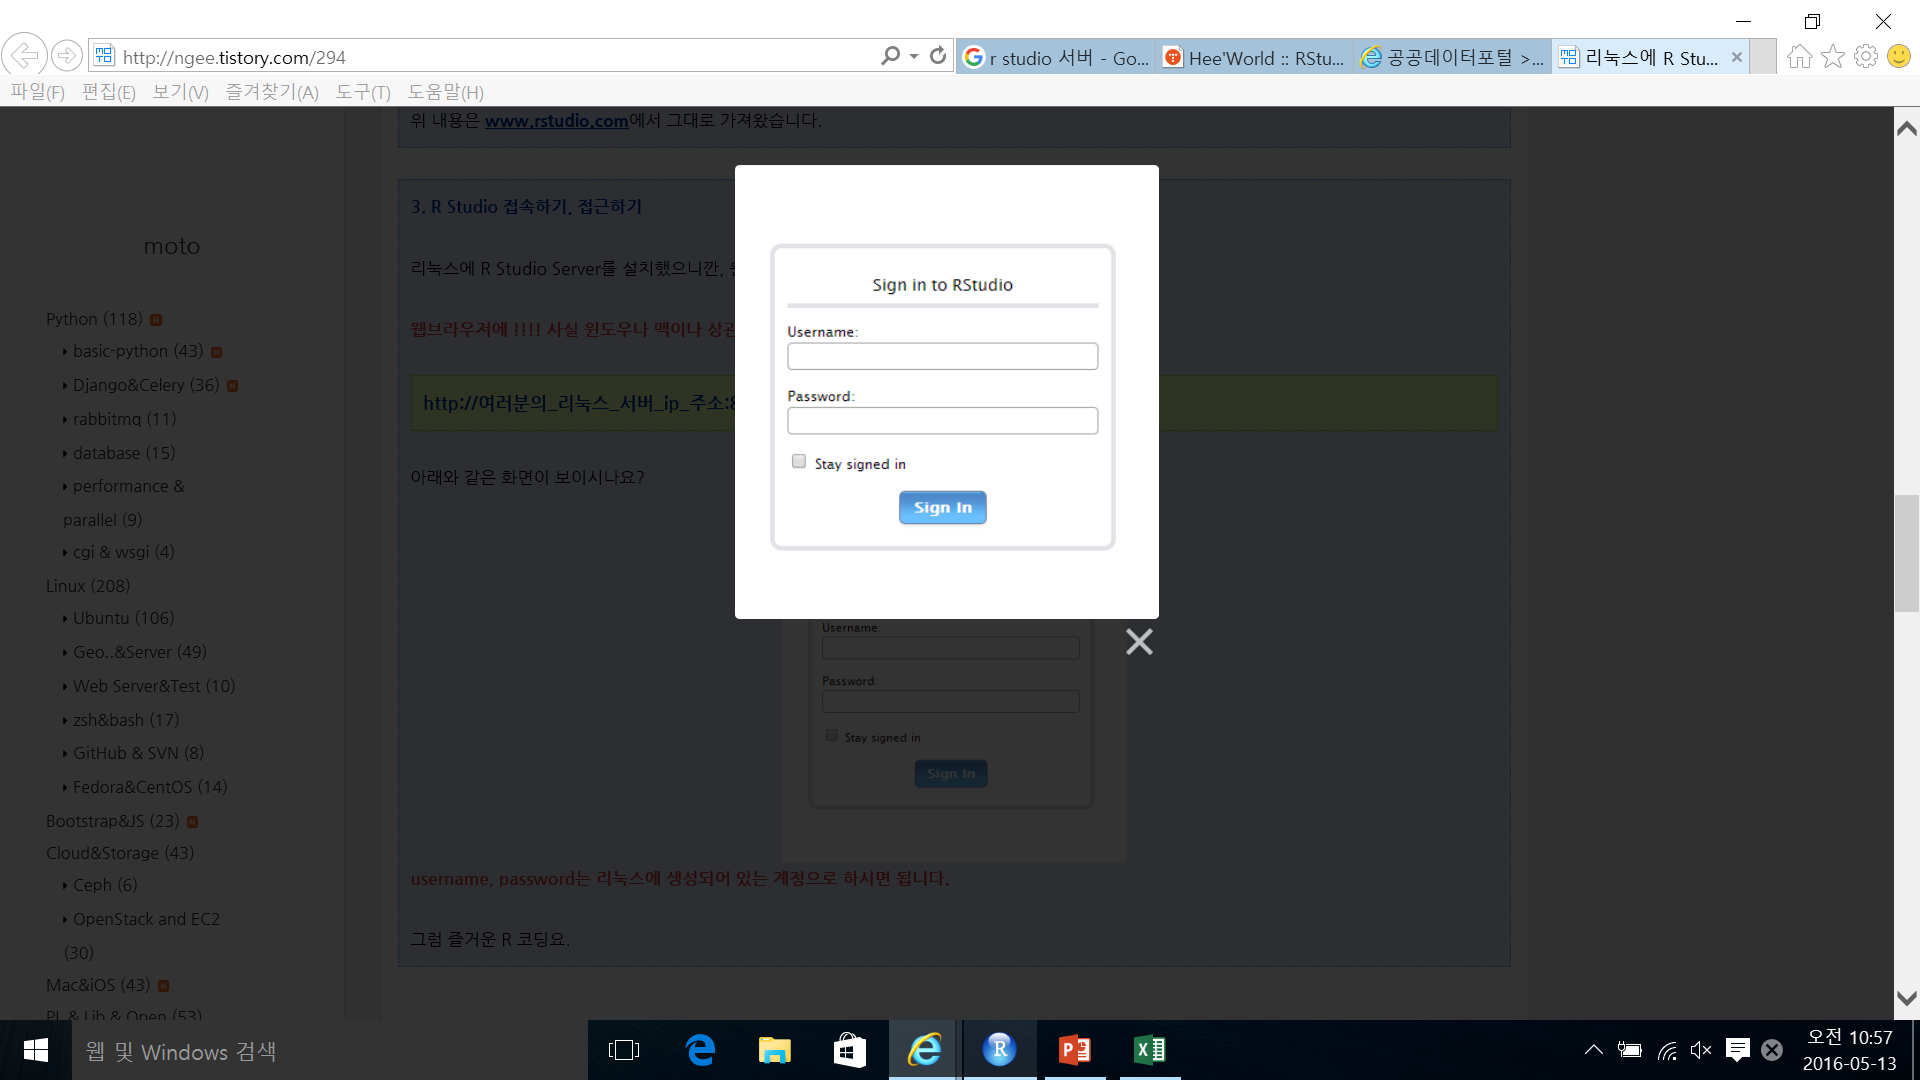 http://ngee.tistory.com/294
r studio 서버 - Go...
Hee'World :: RStu...
공공데이터포털 >...
리눅스에 R Stu...
파일(F) 편집(E) 보기(V) 즐겨찾기(A) 도구(T) 도움말(H)
위 내용은 www.rstudio.com에서 그대로 가져왔습니다.
3. R Studio 접속하기, 접근하기
리눅스에 R Studio Server를 설치했으니깐,
웹브라우저에 !!!! 사실 윈도우나 맥이나
http://여러분의_리눅스_서버_ip_주소:
아래와 같은 화면이 보이시나요?
moto
Python (118)
basic-python (43)
Django&Celery (36)
rabbitmq (11)
database (15)
performance &
parallel (9)
cgi & wsgi (4)
Linux (208)
Ubuntu (106)
Geo..&Server (49)
Web Server&Test (10)
zsh&bash (17)
GitHub & SVN (8)
Fedora&CentOS (14)
Bootstrap&JS (23)
Cloud&Storage (43)
Ceph (6)
OpenStack and EC2
(30)
Mac&iOS (43)
PL & Lib & Open (53)
Sign in to RStudio
Username:
Password:
Stay signed in
Sign In
Username:
Password:
Stay signed in
Sign In
username, password는 리눅스에 생성되어 있는 계정으로 하시면 됩니다.
그럼 즐거운 R 코딩요.
웹 및 Windows 검색
오전 10:57
2016-05-13